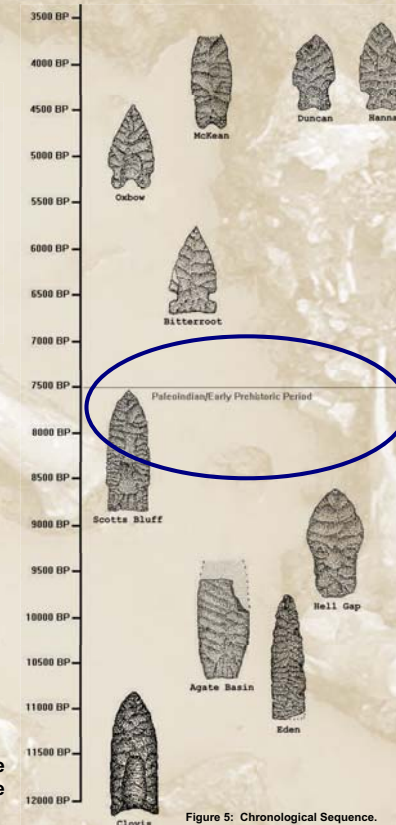 3500 BP
4000 BP
McKean
Duncan
Hanna
4500 BP
5000 BP
Oxbow
5500 BP
6000 BP
6500 BP
Bitterroot
7000 BP
7500 BP
Paleoindian/Early Prehistoric Period
8000 BP
8500 BP
Scotts Bluff
9000 BP
9500 BP
Hell Gap
10000 BP
10500 BP
Agate Basin
Eden
11000 BP
11500 BP
e
e
12000 BP
Clovis
Figure 5: Chronological Sequence.